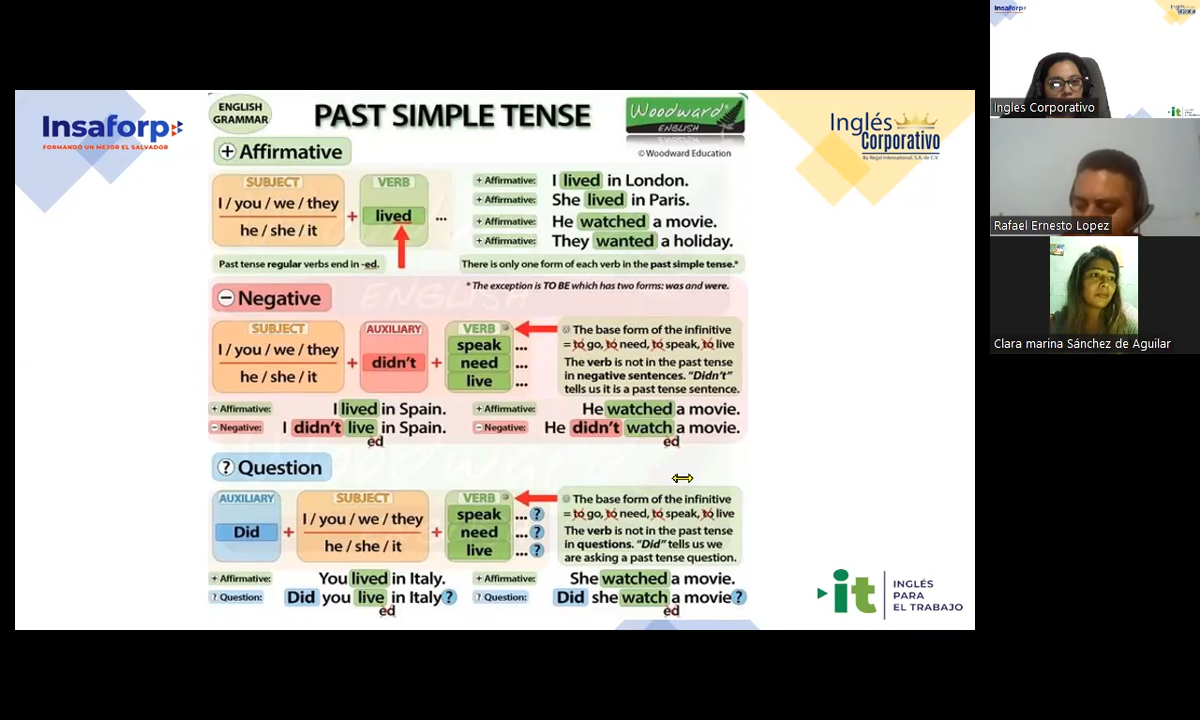 Insaforp
FORMANDO UN MEJOR EL SALVADOR
ENGLISH
GRAMMAR
PAST SIMPLE TENSE
Woodward®
ENGLISH
© Woodward Education
Inglés
Corporativo
By Regal International, S.A. de C.V.
+ Affirmative
SUBJECT
I / you / we / they
he / she / it
+
VERB
lived
...
+ Affirmative: I lived in London.
+ Affirmative: She lived in Paris.
+ Affirmative: He watched a movie.
+ Affirmative: They wanted a holiday.
Past tense regular verbs end in -ed.
There is only one form of each verb in the past simple tense.*
* The exception is TO BE which has two forms: was and were.
− Negative
SUBJECT
I / you / we / they
he / she / it
+
AUXILIARY
didn't
+
VERB
speak ...
need ...
live ...
The base form of the infinitive
= to go, to need, to speak, to live
The verb is not in the past tense
in negative sentences. "Didn't"
tells us it is a past tense sentence.
+ Affirmative: I lived in Spain.
− Negative: I didn't live in Spain.
ed
+ Affirmative: He watched a movie.
− Negative: He didn't watch a movie.
ed
? Question
AUXILIARY
Did
+
SUBJECT
I / you / we / they
he / she / it
+
VERB
speak ... ?
need ... ?
live ... ?
The base form of the infinitive
= to go, to need, to speak, to live
The verb is not in the past tense
in questions. "Did" tells us we
are asking a past tense question.
+ Affirmative: You lived in Italy.
? Question: Did you live in Italy?
ed
+ Affirmative: She watched a movie.
? Question: Did she watch a movie?
ed
it
INGLÉS
PARA
EL TRABAJO
Insaforp
it
Ingles Corporativo
Rafael Ernesto Lopez
Clara marina Sánchez de Aguilar